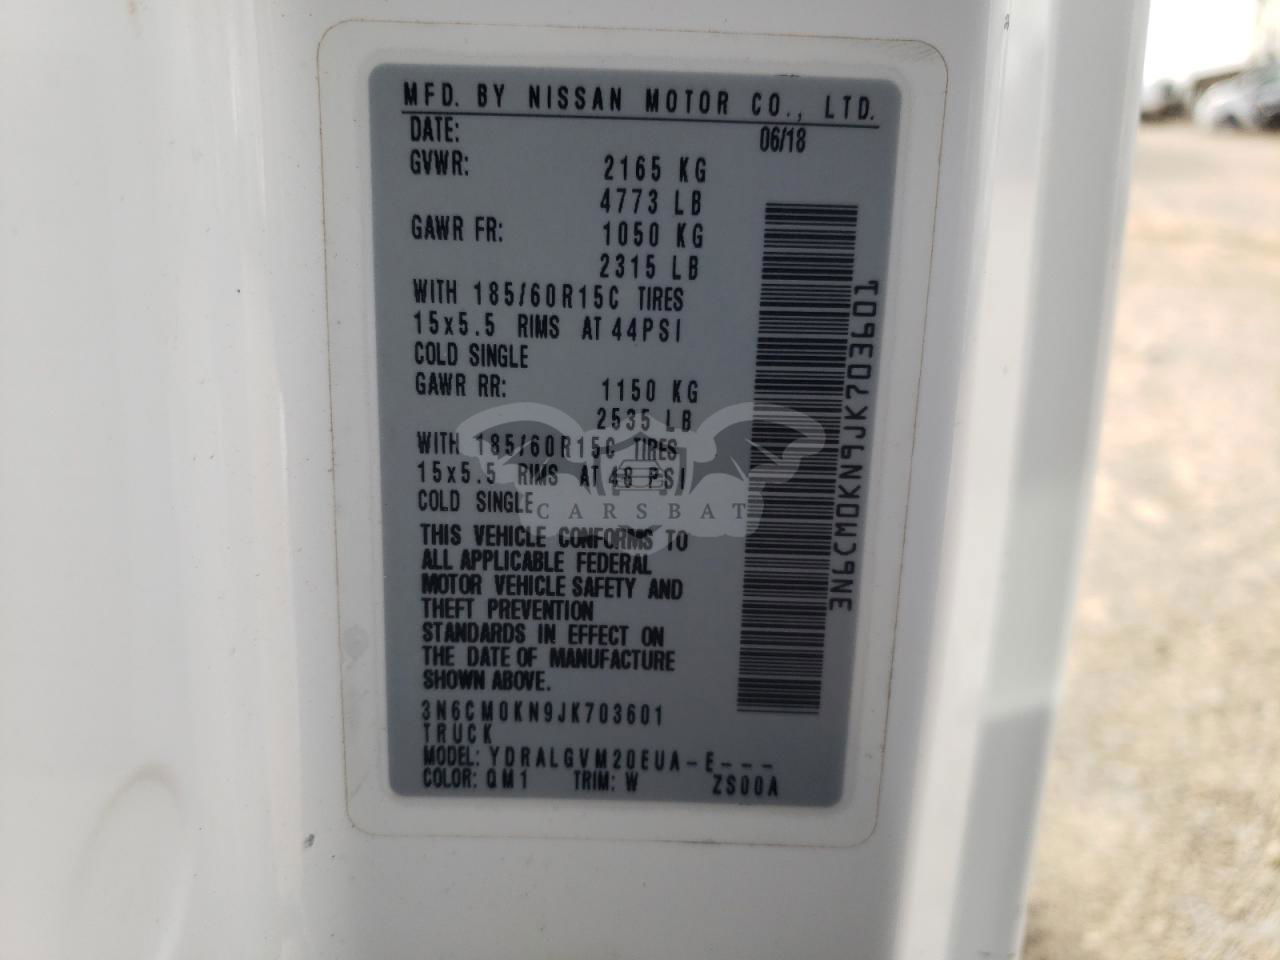 MFD. BY NISSAN MOTOR CO., LTD.
DATE: 06/18
GVWR: 2165 KG
4773 LB
GAWR FR: 1050 KG
2315 LB
WITH 185/60R15C TIRES
15x5.5 RIMS AT 44PSI
COLD SINGLE
GAWR RR: 1150 KG
2535 LB
WITH 185/60R15C TIRES
15x5.5 RIMS AT 48 PSI
COLD SINGLE
CARSBAT
THIS VEHICLE CONFORMS TO
ALL APPLICABLE FEDERAL
MOTOR VEHICLE SAFETY AND
THEFT PREVENTION
STANDARDS IN EFFECT ON
THE DATE OF MANUFACTURE
SHOWN ABOVE.
3N6CM0KN9JK703601
TRUCK
MODEL: YDRALGVM20EUA-E---
COLOR: QM1 TRIM: W ZS00A
3N6CM0KN9JK703601